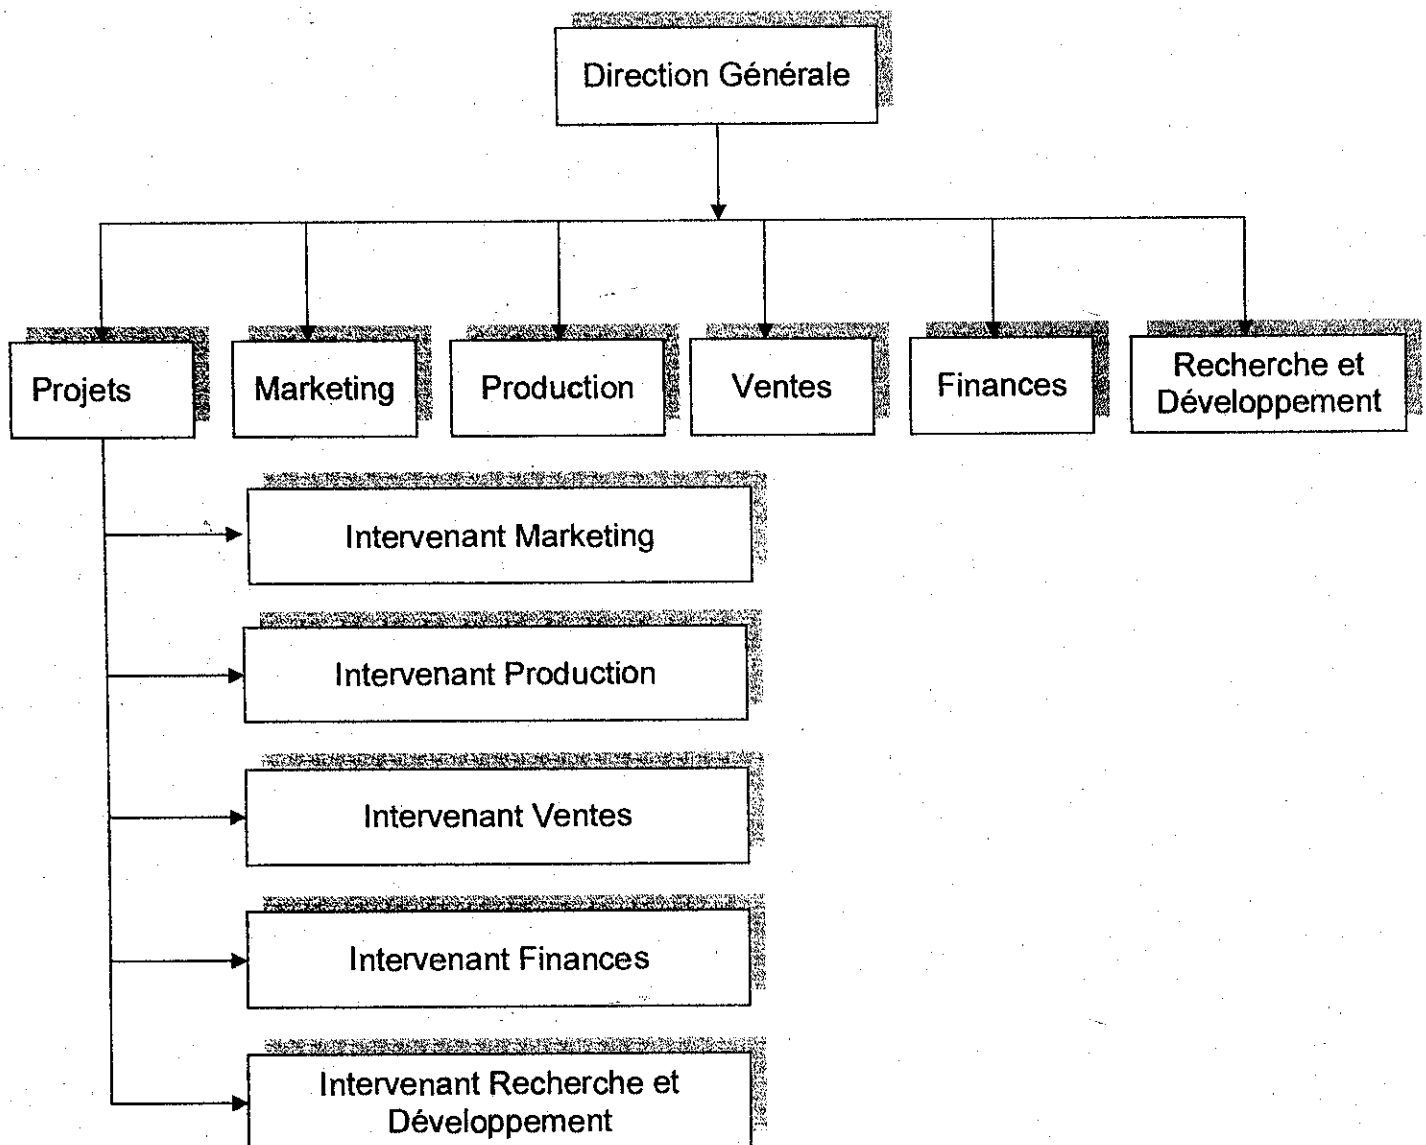 Direction Générale
Projets
Marketing
Production
Ventes
Finances
Recherche et
Développement
Intervenant Marketing
Intervenant Production
Intervenant Ventes
Intervenant Finances
Intervenant Recherche et
Développement